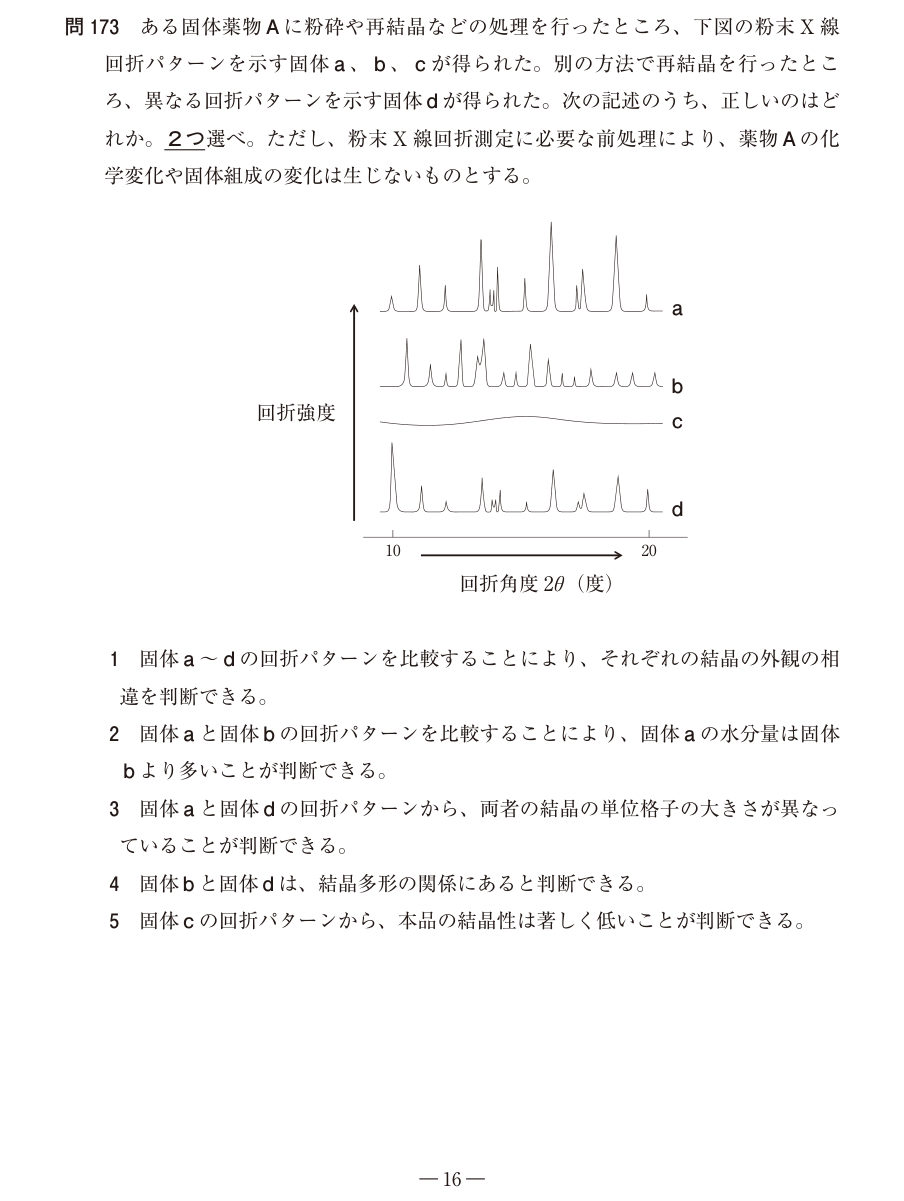 問 173　ある固体薬物Aに粉砕や再結晶などの処理を行ったところ、下図の粉末 X 線
回折パターンを示す固体a、b、cが得られた。別の方法で再結晶を行ったとこ
ろ、異なる回折パターンを示す固体dが得られた。次の記述のうち、正しいのはど
れか。2つ選べ。ただし、粉末 X 線回折測定に必要な前処理により、薬物Aの化
学変化や固体組成の変化は生じないものとする。
a
b
回折強度
c
d
10
20
回折角度 2θ（度）
1　固体a～dの回折パターンを比較することにより、それぞれの結晶の外観の相
違を判断できる。
2　固体aと固体bの回折パターンを比較することにより、固体aの水分量は固体
bより多いことが判断できる。
3　固体aと固体dの回折パターンから、両者の結晶の単位格子の大きさが異なっ
ていることが判断できる。
4　固体bと固体dは、結晶多形の関係にあると判断できる。
5　固体cの回折パターンから、本品の結晶性は著しく低いことが判断できる。
― 16 ―